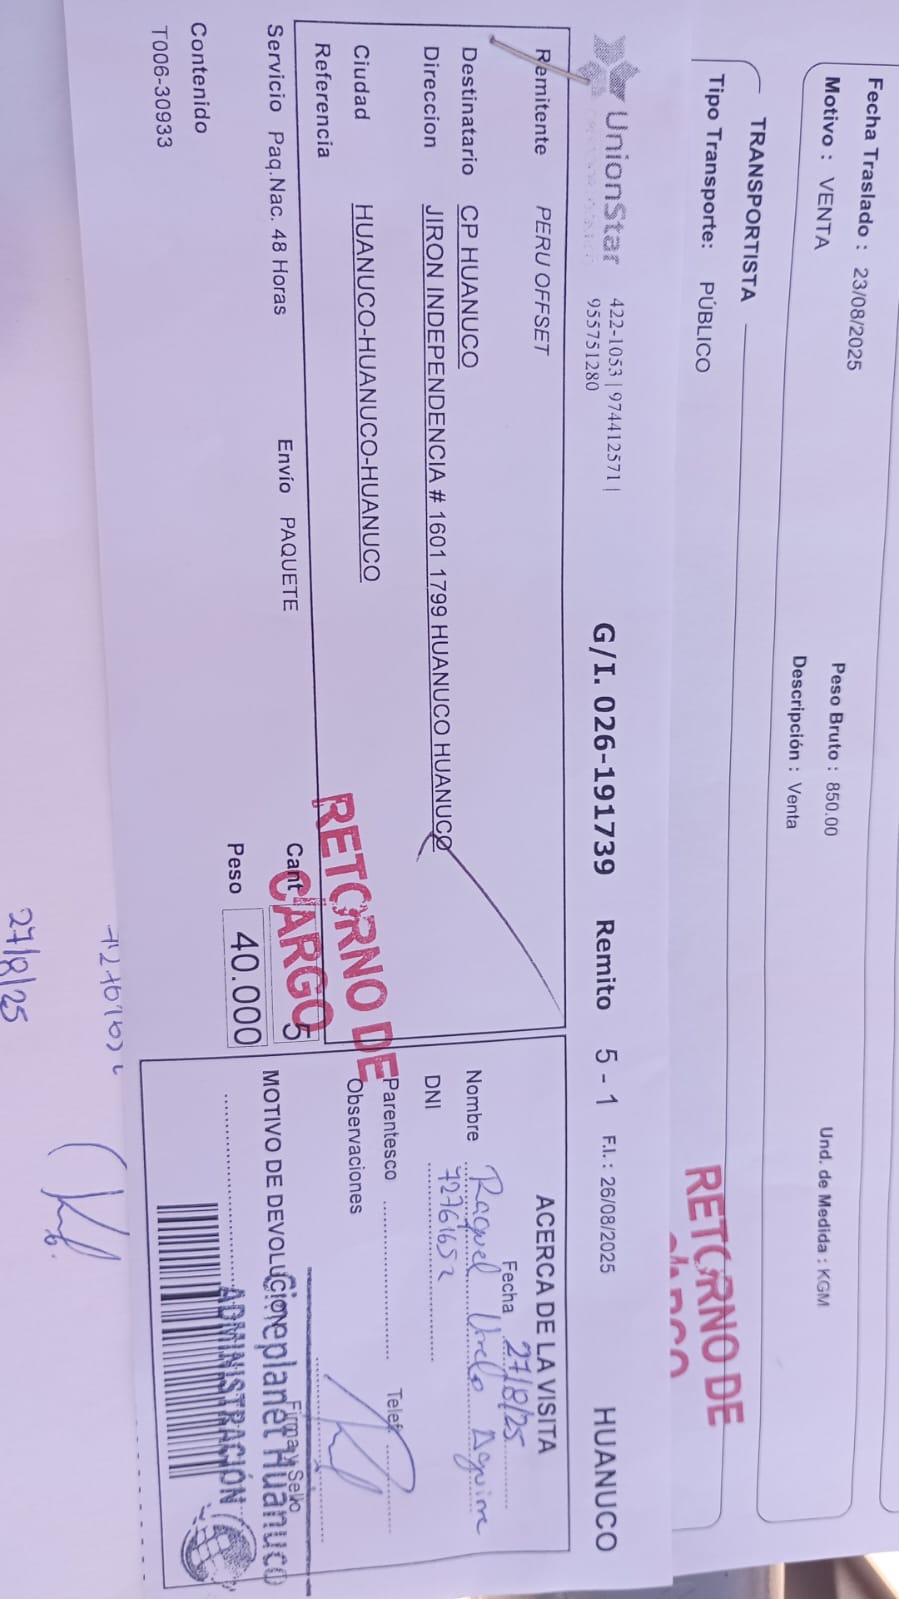 Fecha Traslado : 23/08/2025
Motivo : VENTA
Peso Bruto : 850.00
Und. de Medida : KGM
Descripción : Venta
TRANSPORTISTA
Tipo Transporte: PÚBLICO
RETORNO DE
CARGO
UnionStar
422-1053 | 974412571 |
955751280
G/I. 026-191739 Remito 5 - 1 F.I. : 26/08/2025 HUANUCO
Remitente PERU OFFSET
Destinatario CP HUANUCO
Direccion JIRON INDEPENDENCIA # 1601 1799 HUANUCO HUANUCO
Ciudad HUANUCO-HUANUCO-HUANUCO-HUANUCO
Referencia
Servicio Paq.Nac. 48 Horas Envío PAQUETE Cant 5
Peso 40.000
Contenido
T006-30933
RETORNO DE
CARGO
ACERCA DE LA VISITA
Fecha 27/8/25
Nombre Raquel Aguirre
DNI 72761652
Parentesco Telef.
Observaciones
Firma y Sello
MOTIVO DE DEVOLUCION
Cineplanet Huanuco
ADMINISTRACIÓN
27/8/25